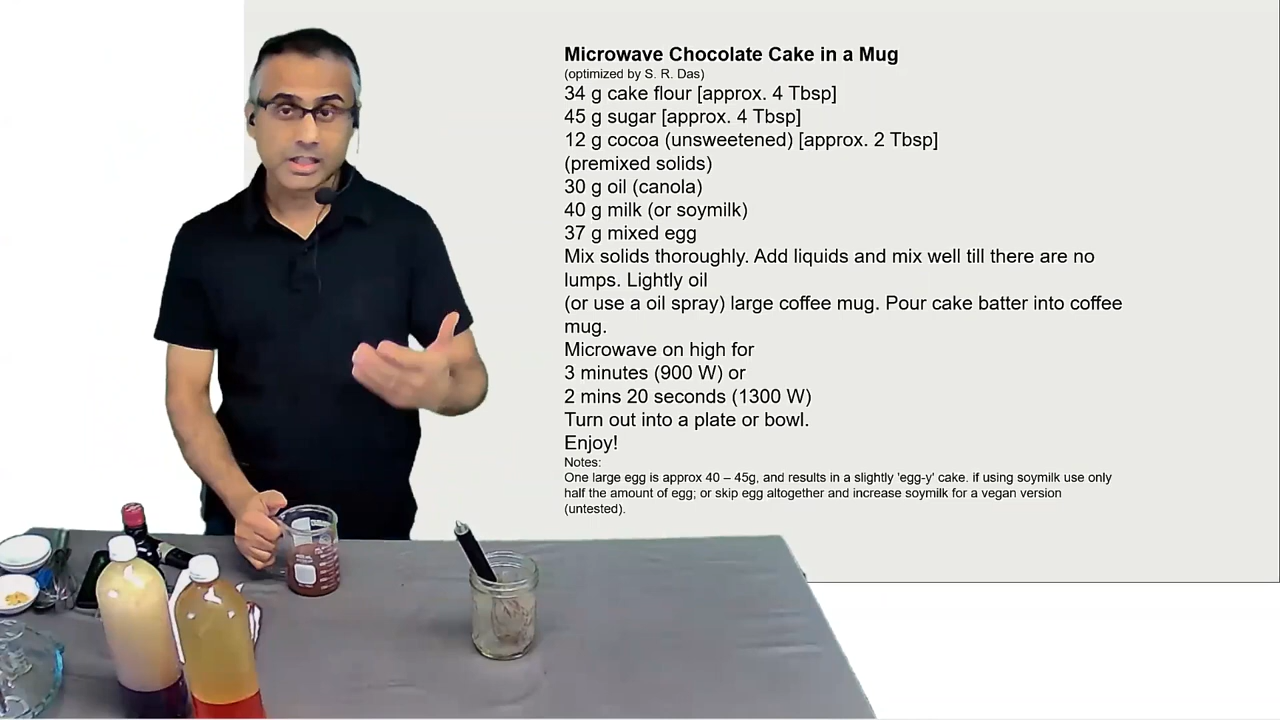 Microwave Chocolate Cake in a Mug
(optimized by S. R. Das)
34 g cake flour [approx. 4 Tbsp]
45 g sugar [approx. 4 Tbsp]
12 g cocoa (unsweetened) [approx. 2 Tbsp]
(premixed solids)
30 g oil (canola)
40 g milk (or soymilk)
37 g mixed egg
Mix solids thoroughly. Add liquids and mix well till there are no
lumps. Lightly oil
(or use a oil spray) large coffee mug. Pour cake batter into coffee
mug.
Microwave on high for
3 minutes (900 W) or
2 mins 20 seconds (1300 W)
Turn out into a plate or bowl.
Enjoy!
Notes:
One large egg is approx 40 – 45g, and results in a slightly 'egg-y' cake. if using soymilk use only
half the amount of egg; or skip egg altogether and increase soymilk for a vegan version
(untested).